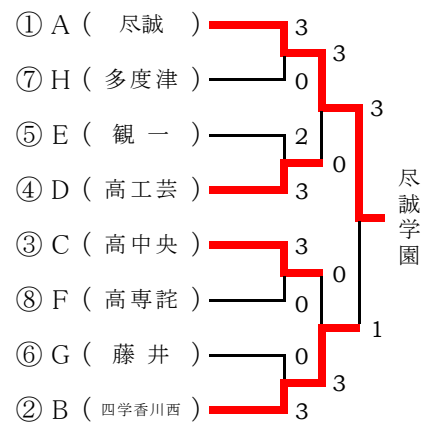 ① A ( 尽誠 ) 3
3
⑦ H ( 多度津 ) 0
3
⑤ E ( 観 一 ) 2
0
④ D ( 高工芸 ) 3
尽誠学園
③ C ( 高中央 ) 3
0
⑧ F ( 高専詫 ) 0
1
⑥ G ( 藤 井 ) 0
3
② B ( 四学香川西 ) 3